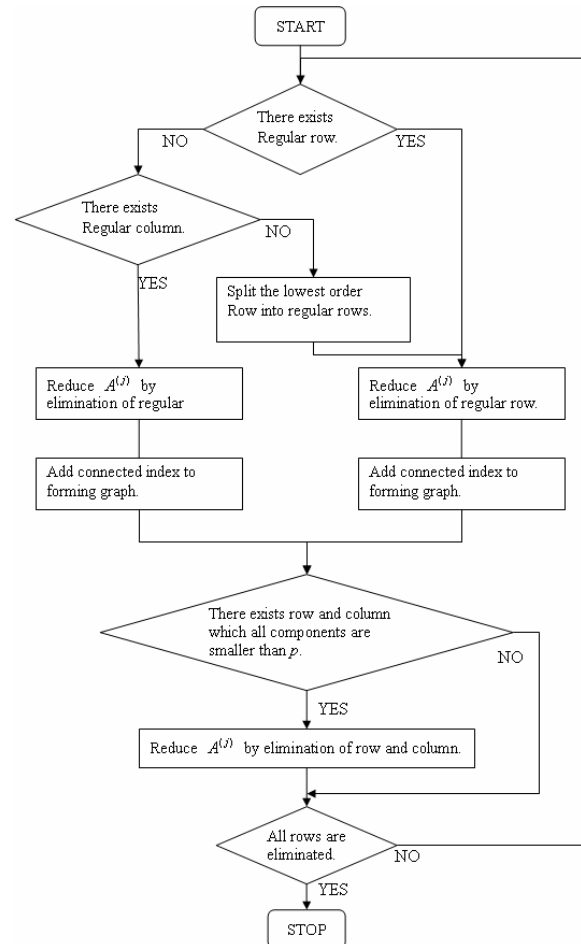 START
There exists
Regular row.
NO
YES
There exists
Regular column.
NO
YES
Split the lowest order
Row into regular rows.
Reduce A^(j) by
elimination of regular
Reduce A^(j) by
elimination of regular row.
Add connected index to
forming graph.
Add connected index to
forming graph.
There exists row and column
which all components are
smaller than p.
NO
YES
Reduce A^(j) by elimination of row and column.
All rows are
eliminated.
NO
YES
STOP